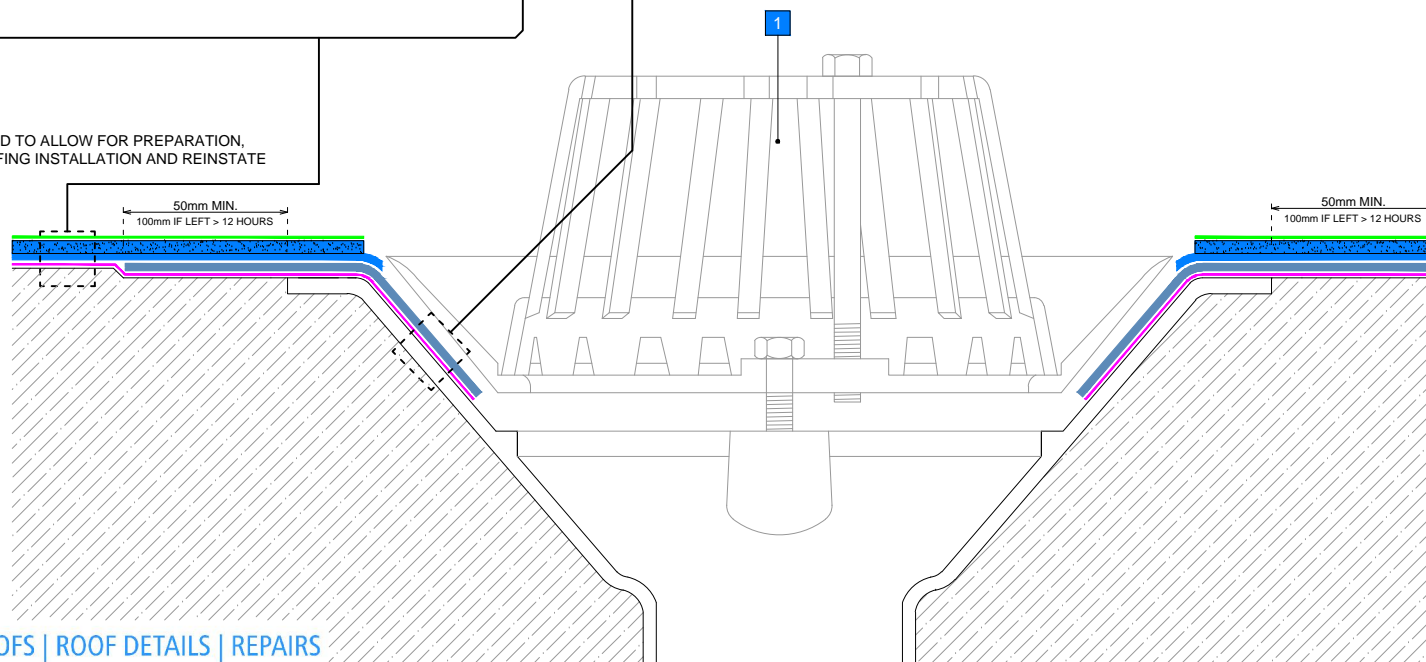 1
D TO ALLOW FOR PREPARATION,
FING INSTALLATION AND REINSTATE
50mm MIN.
100mm IF LEFT > 12 HOURS
50mm MIN.
100mm IF LEFT > 12 HOURS
OFS | ROOF DETAILS | REPAIRS